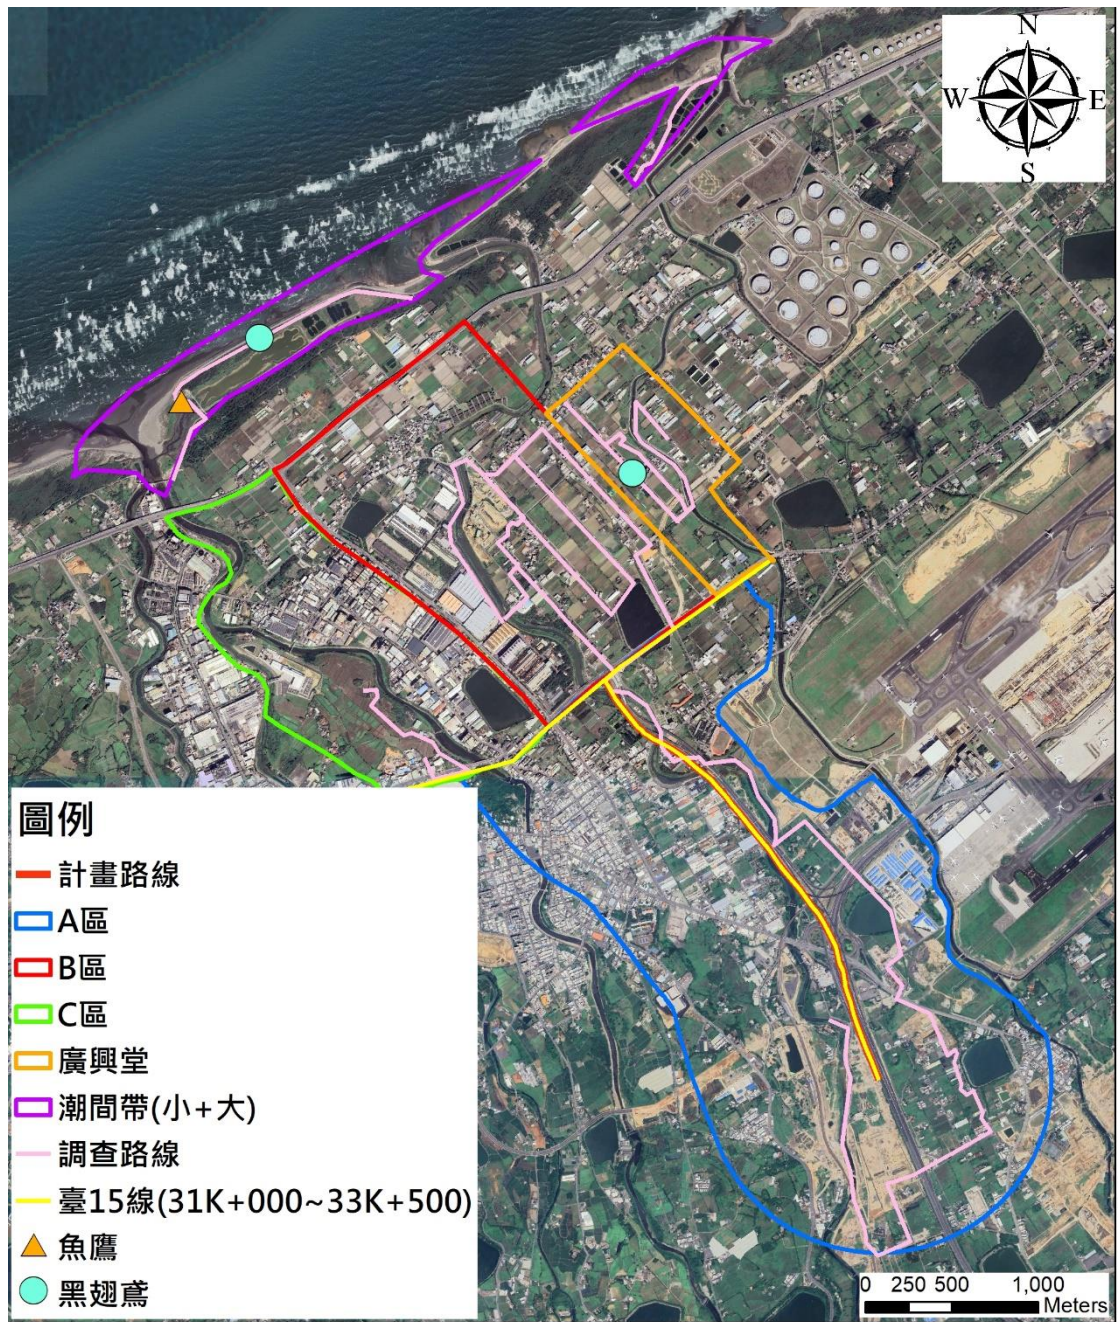 N
W E
S
圖例
計畫路線
A區
B區
C區
廣興堂
潮間帶(小+大)
調查路線
臺15線(31K+000~33K+500)
魚鷹
黑翅鳶
0 250 500 1,000
Meters